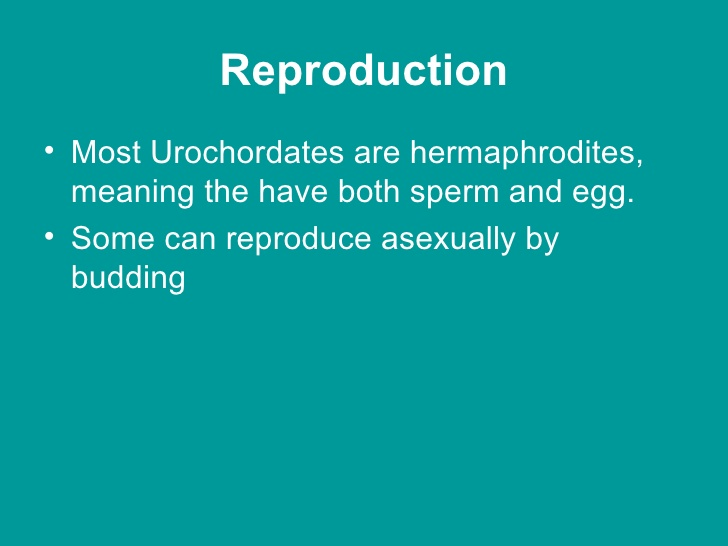 Reproduction
• Most Urochordates are hermaphrodites,
meaning the have both sperm and egg.
• Some can reproduce asexually by
budding